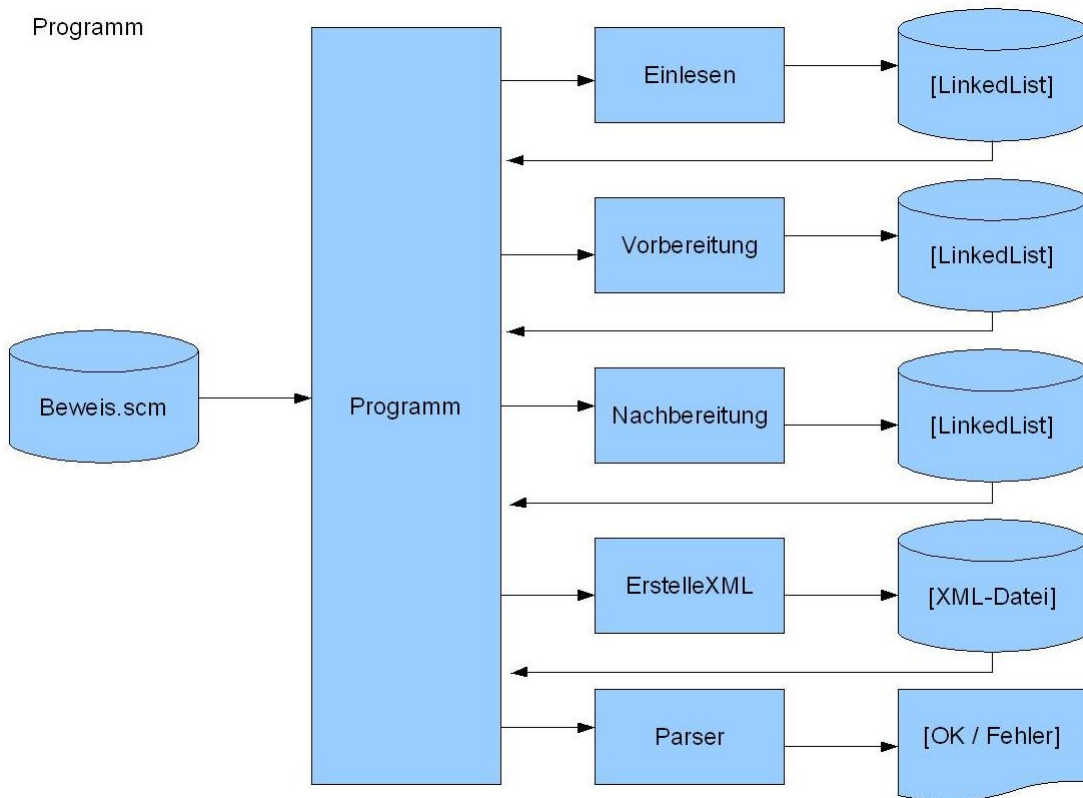 Programm
Einlesen
[LinkedList]
Vorbereitung
[LinkedList]
Beweis.scm
Programm
Nachbereitung
[LinkedList]
ErstelleXML
[XML-Datei]
Parser
[OK / Fehler]